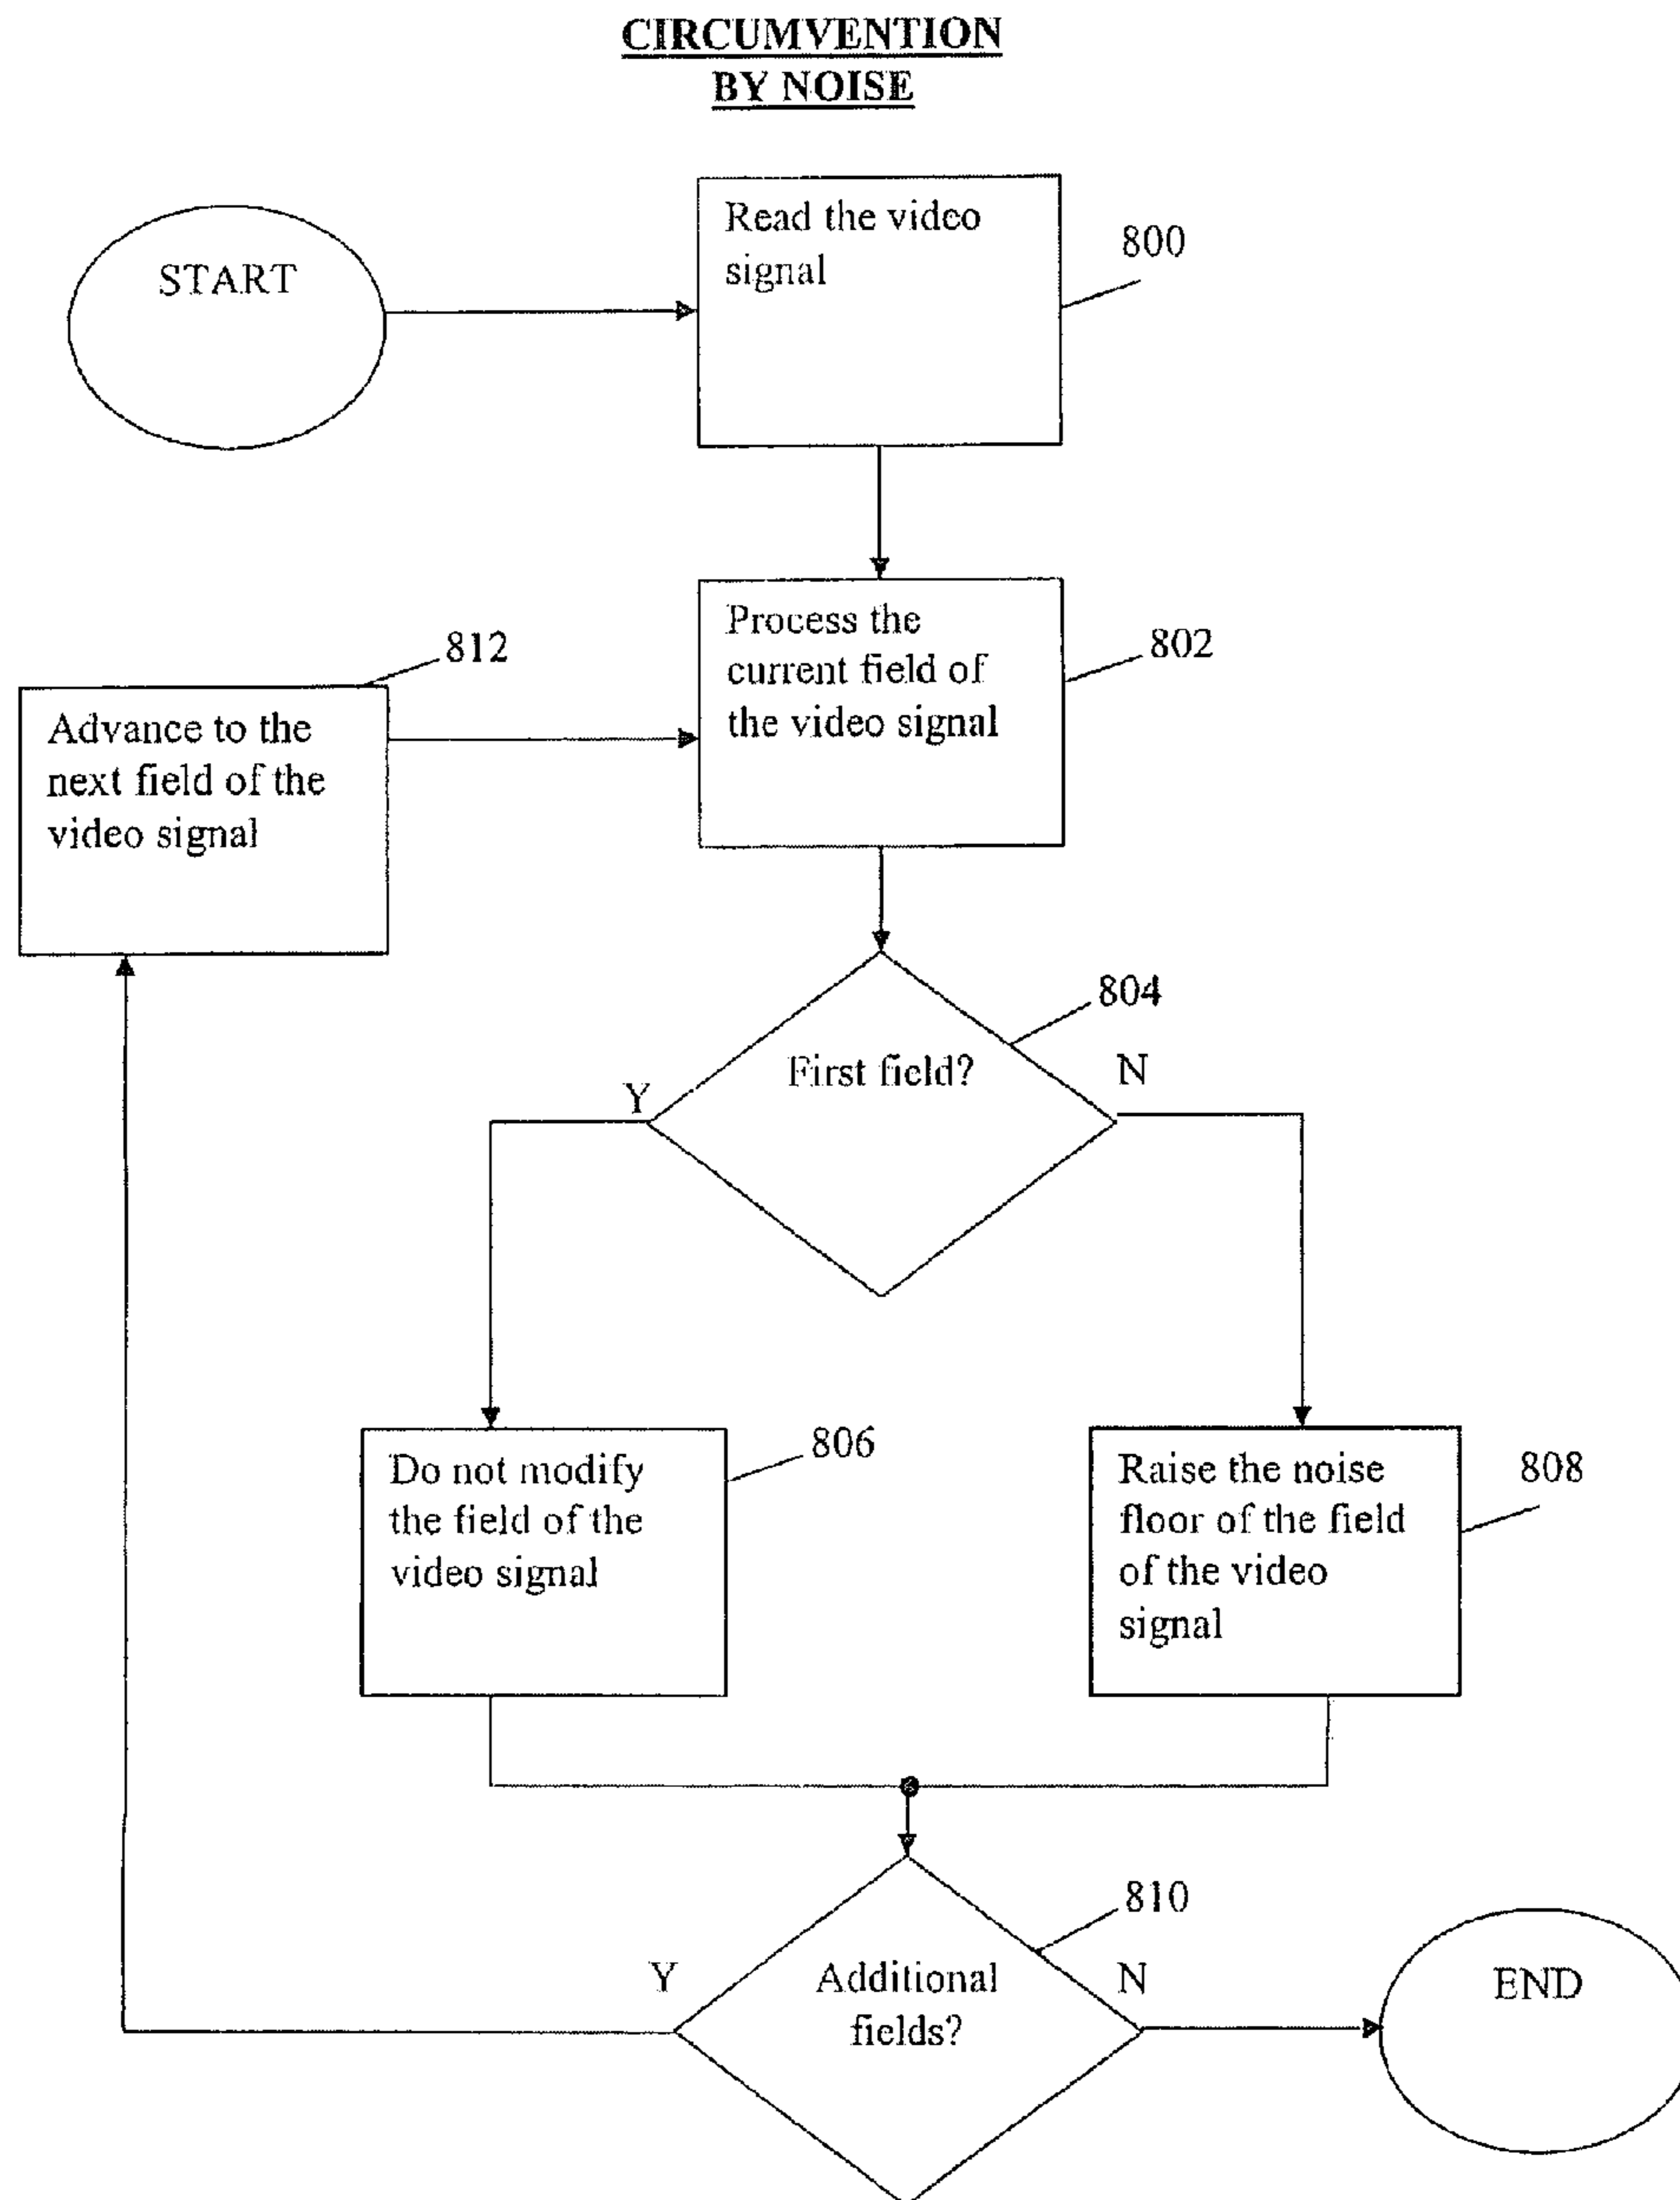 CIRCUMVENTION
BY NOISE
START
Read the video
signal
800
Process the
current field of
the video signal
802
812
Advance to the
next field of the
video signal
804
First field?
Y
N
Do not modify
the field of the
video signal
806
Raise the noise
floor of the field
of the video
signal
808
810
Additional
fields?
Y
N
END